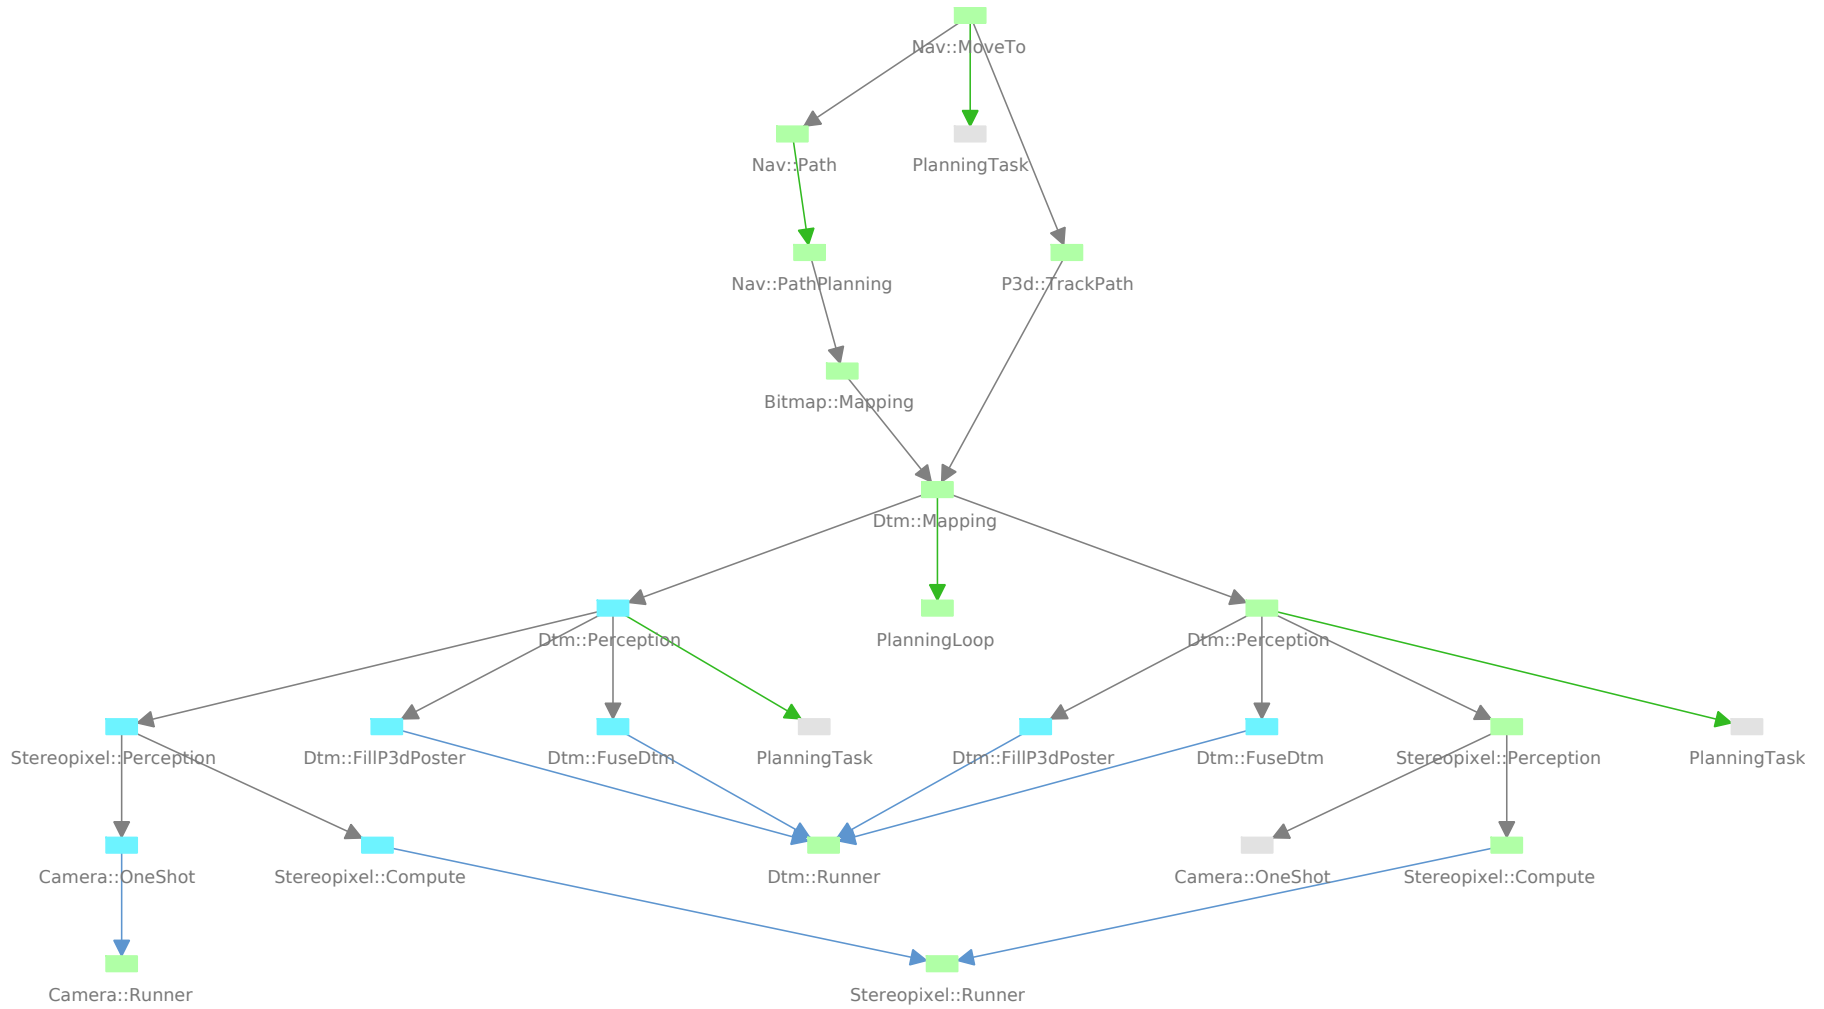 Nav::MoveTo
Nav::Path
PlanningTask
Nav::PathPlanning
P3d::TrackPath
Bitmap::Mapping
Dtm::Mapping
Dtm::Perception
PlanningLoop
Dtm::Perception
Stereopixel::Perception
Dtm::FillP3dPoster
Dtm::FuseDtm
PlanningTask
Dtm::FillP3dPoster
Dtm::FuseDtm
Stereopixel::Perception
PlanningTask
Camera::OneShot
Stereopixel::Compute
Dtm::Runner
Camera::OneShot
Stereopixel::Compute
Camera::Runner
Stereopixel::Runner